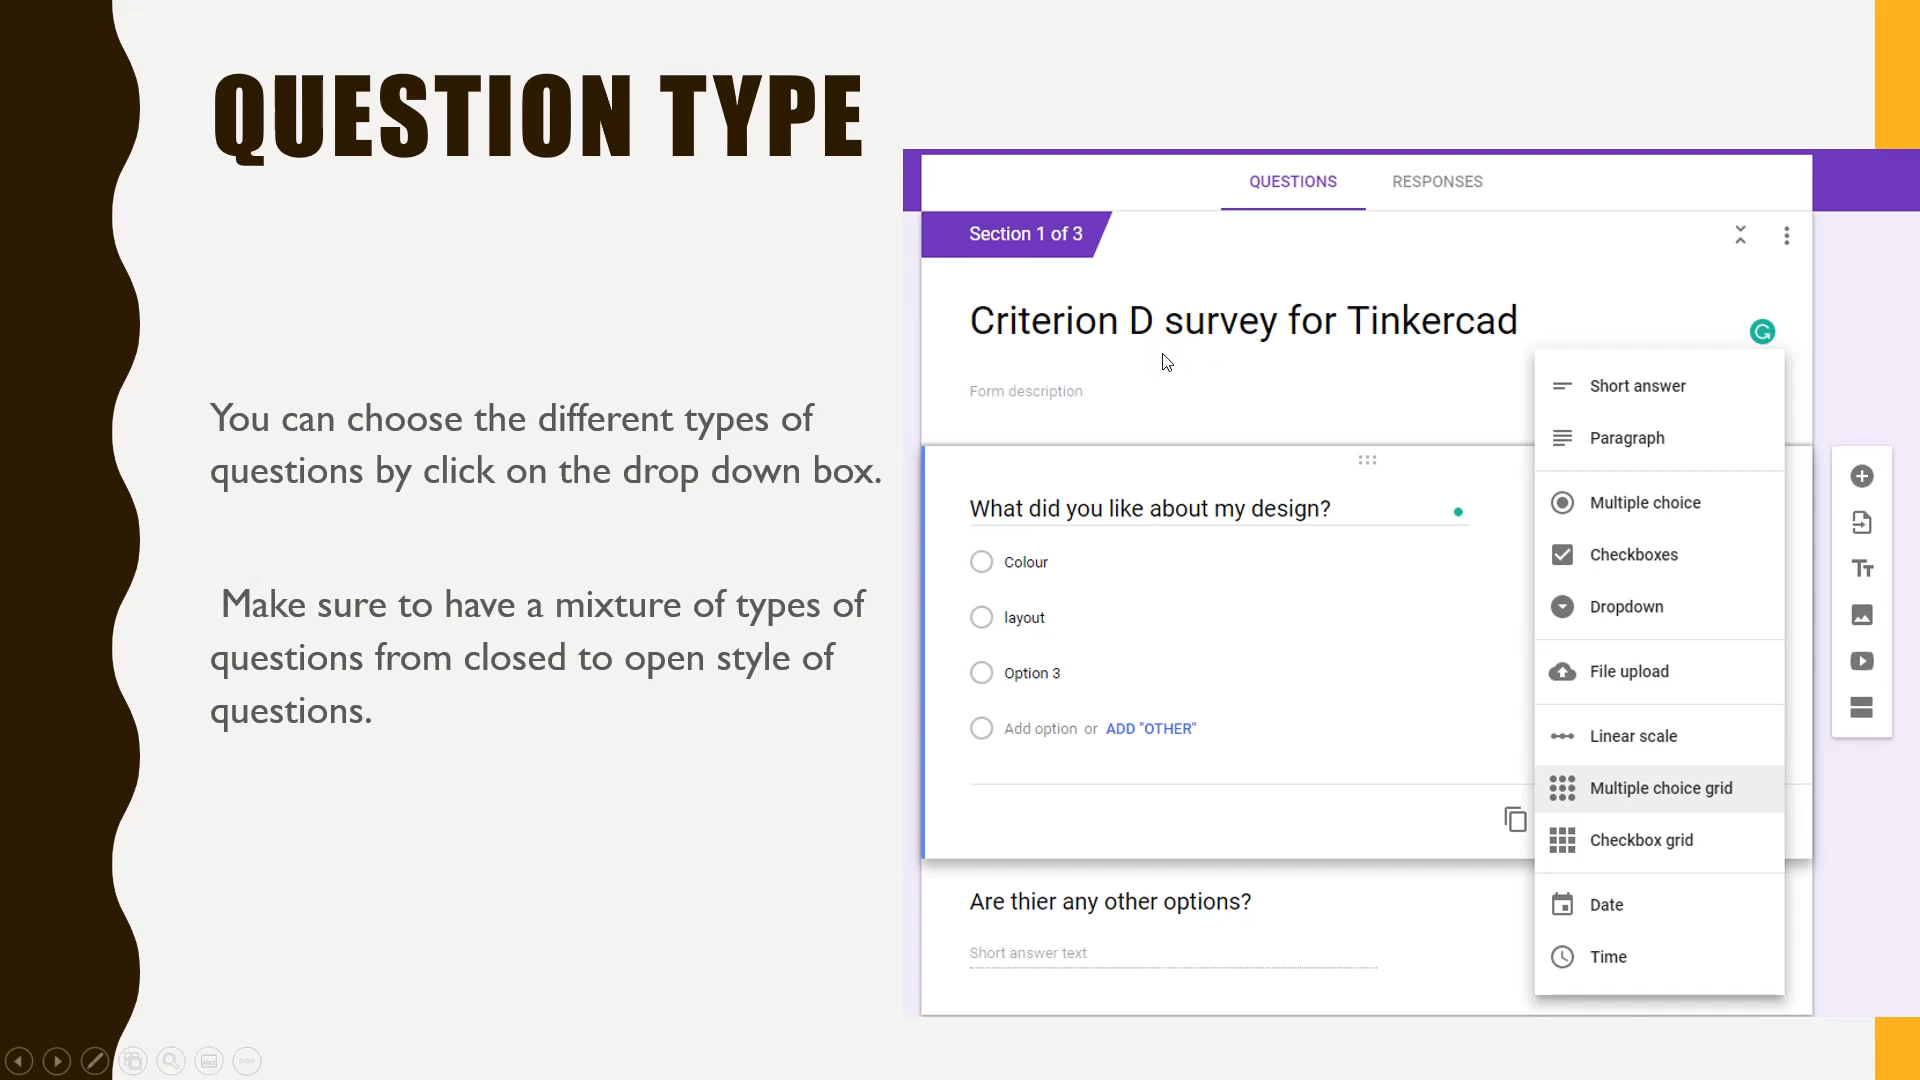 QUESTION TYPE
You can choose the different types of
questions by click on the drop down box.
Make sure to have a mixture of types of
questions from closed to open style of
questions.
QUESTIONS RESPONSES
Section 1 of 3
Criterion D survey for Tinkercad
Form description
What did you like about my design?
Colour
layout
Option 3
Add option or ADD "OTHER"
Are thier any other options?
Short answer text
Short answer
Paragraph
Multiple choice
Checkboxes
Dropdown
File upload
Linear scale
Multiple choice grid
Checkbox grid
Date
Time